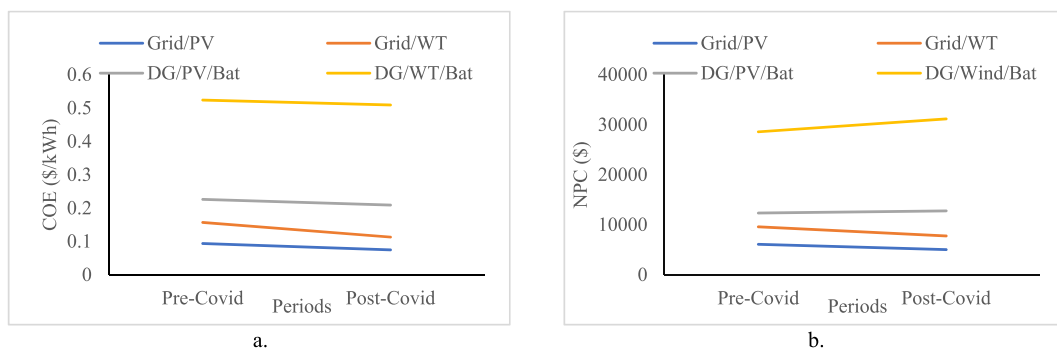 Grid/PV
Grid/WT
DG/PV/Bat
DG/WT/Bat
0.6
0.5
0.4
0.3
0.2
0.1
0
COE ($/kWh)
Pre-Covid
Post-Covid
Periods
a.
Grid/PV
Grid/WT
DG/PV/Bat
DG/Wind/Bat
40000
30000
20000
10000
0
NPC ($)
Pre-Covid
Post-Covid
Periods
b.